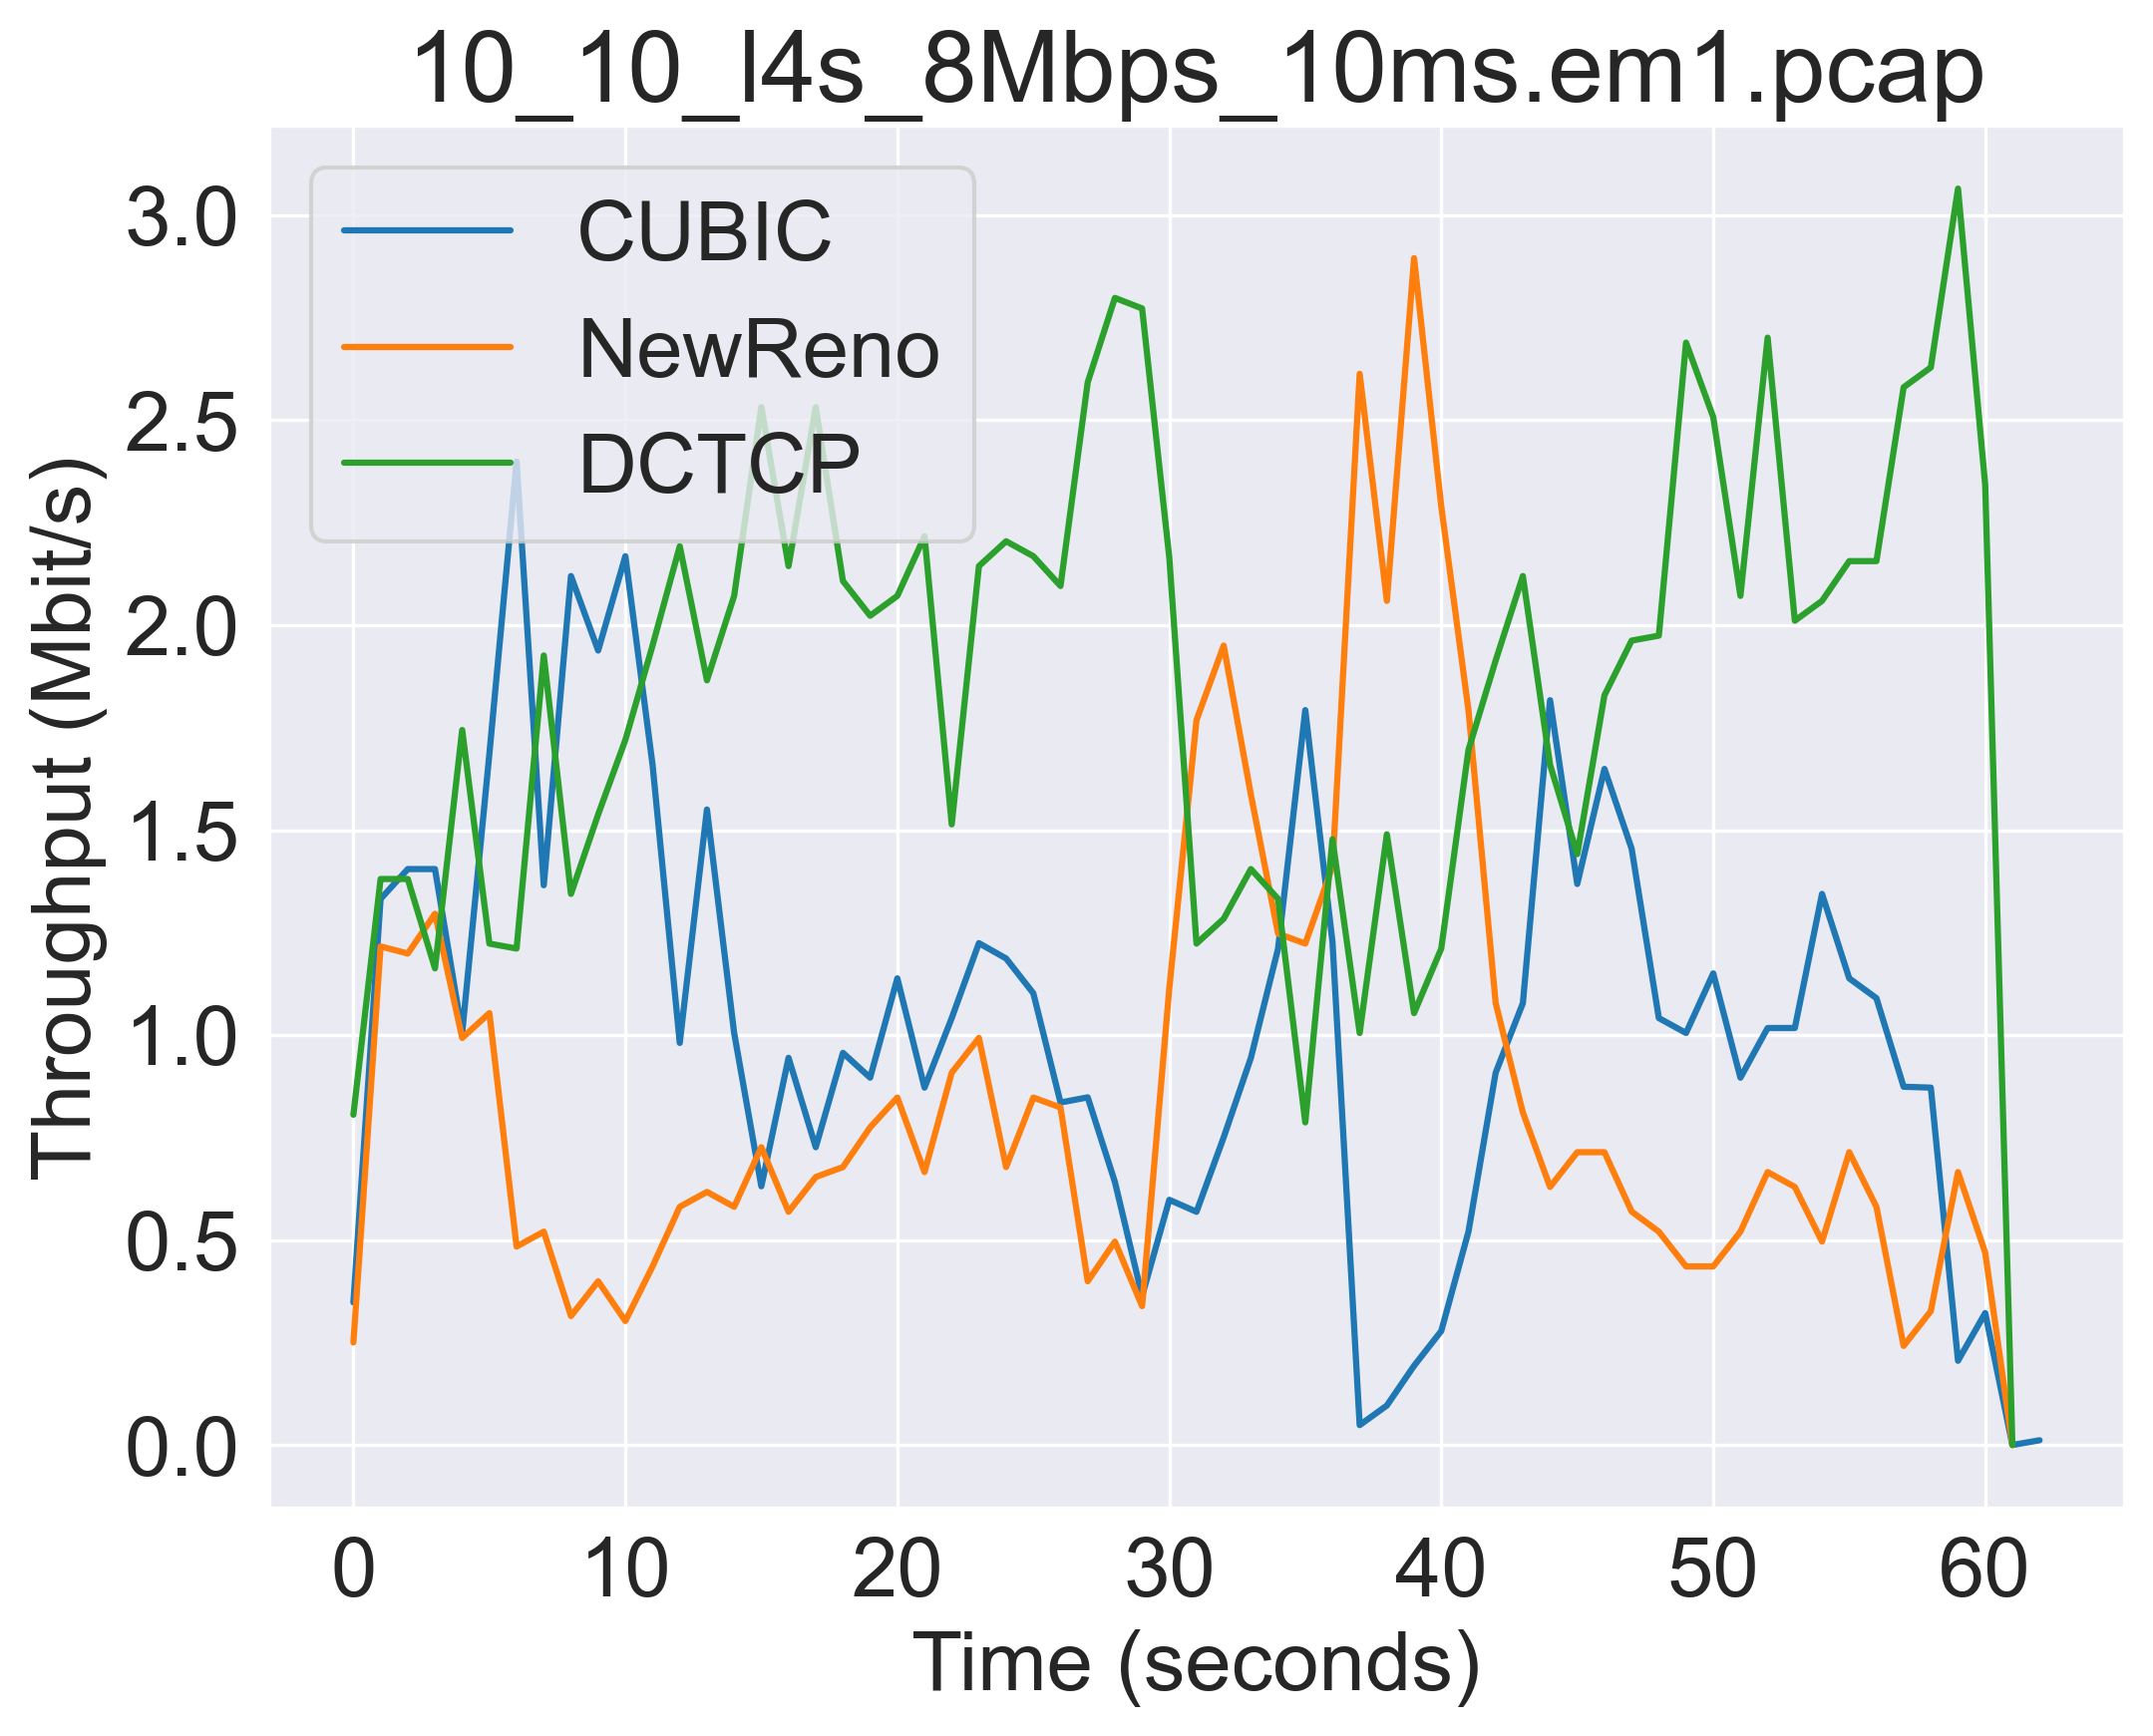 10_10_l4s_8Mbps_10ms.em1.pcap
CUBIC
NewReno
DCTCP
3.0
2.5
2.0
1.5
1.0
0.5
0.0
Throughput (Mbit/s)
0 10 20 30 40 50 60
Time (seconds)